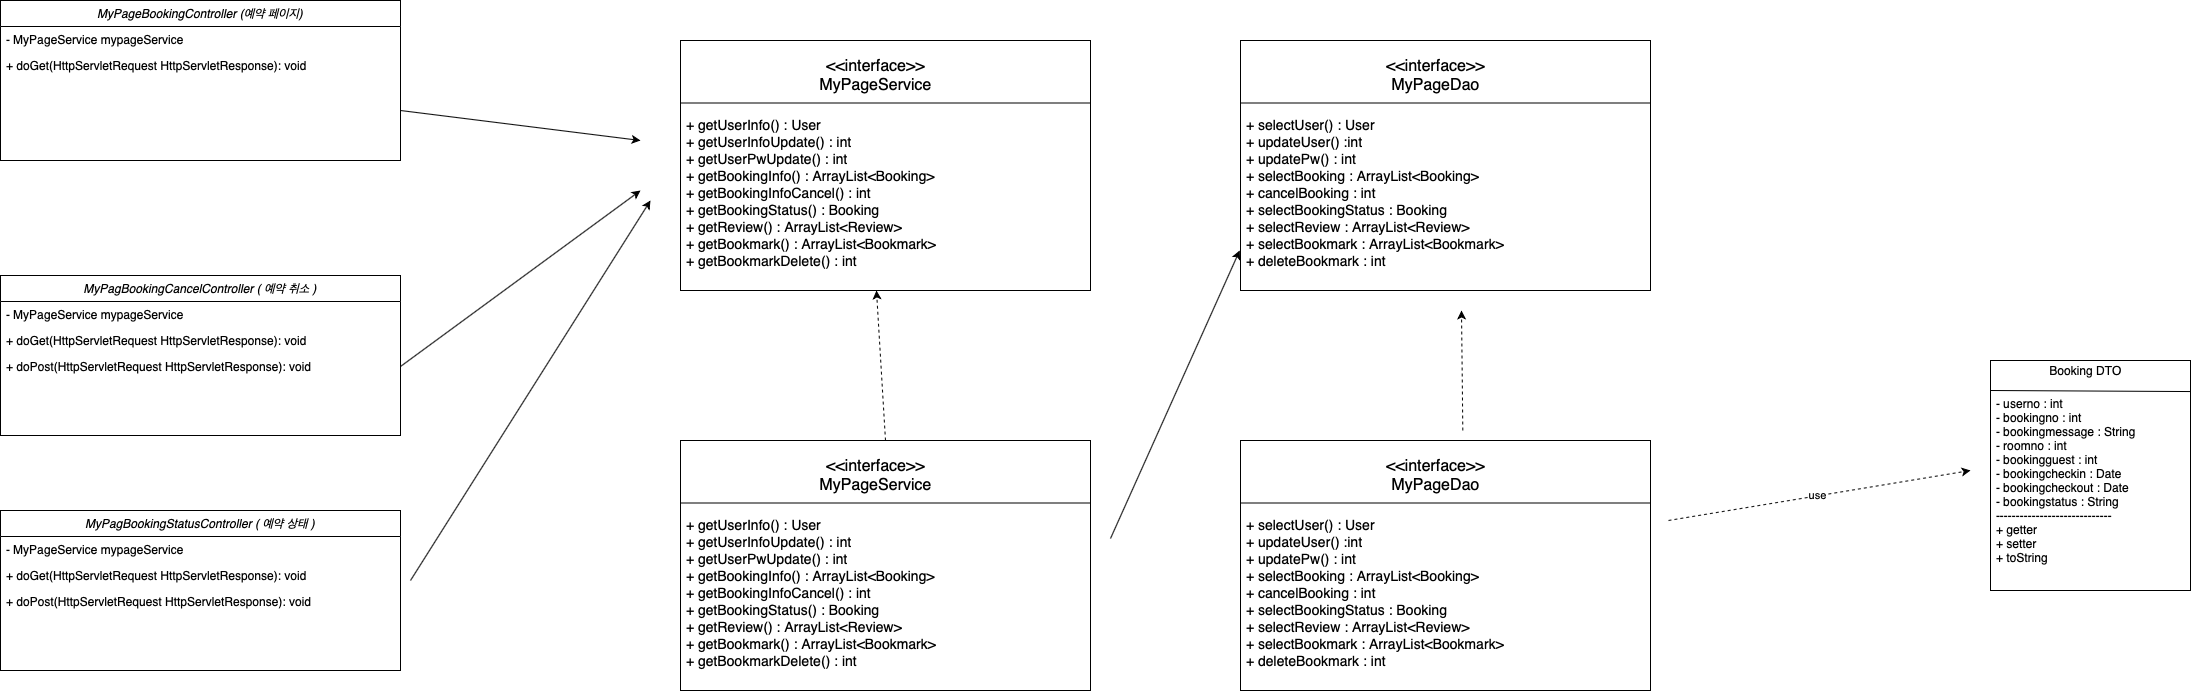 MyPageBookingController (예약 페이지)
- MyPageService mypageService
+ doGet(HttpServletRequest HttpServletResponse): void
MyPagBookingCancelController ( 예약 취소 )
- MyPageService mypageService
+ doGet(HttpServletRequest HttpServletResponse): void
+ doPost(HttpServletRequest HttpServletResponse): void
MyPagBookingStatusController ( 예약 상태 )
- MyPageService mypageService
+ doGet(HttpServletRequest HttpServletResponse): void
+ doPost(HttpServletRequest HttpServletResponse): void
<<interface>>
MyPageService
+ getUserInfo() : User
+ getUserInfoUpdate() : int
+ getUserPwUpdate() : int
+ getBookingInfo() : ArrayList<Booking>
+ getBookingInfoCancel() : int
+ getBookingStatus() : Booking
+ getReview() : ArrayList<Review>
+ getBookmark() : ArrayList<Bookmark>
+ getBookmarkDelete() : int
<<interface>>
MyPageService
+ getUserInfo() : User
+ getUserInfoUpdate() : int
+ getUserPwUpdate() : int
+ getBookingInfo() : ArrayList<Booking>
+ getBookingInfoCancel() : int
+ getBookingStatus() : Booking
+ getReview() : ArrayList<Review>
+ getBookmark() : ArrayList<Bookmark>
+ getBookmarkDelete() : int
<<interface>>
MyPageDao
+ selectUser() : User
+ updateUser() :int
+ updatePw() : int
+ selectBooking : ArrayList<Booking>
+ cancelBooking : int
+ selectBookingStatus : Booking
+ selectReview : ArrayList<Review>
+ selectBookmark : ArrayList<Bookmark>
+ deleteBookmark : int
<<interface>>
MyPageDao
+ selectUser() : User
+ updateUser() :int
+ updatePw() : int
+ selectBooking : ArrayList<Booking>
+ cancelBooking : int
+ selectBookingStatus : Booking
+ selectReview : ArrayList<Review>
+ selectBookmark : ArrayList<Bookmark>
+ deleteBookmark : int
use
Booking DTO
- userno : int
- bookingno : int
- bookingmessage : String
- roomno : int
- bookingguest : int
- bookingcheckin : Date
- bookingcheckout : Date
- bookingstatus : String
-----------------------------
+ getter
+ setter
+ toString